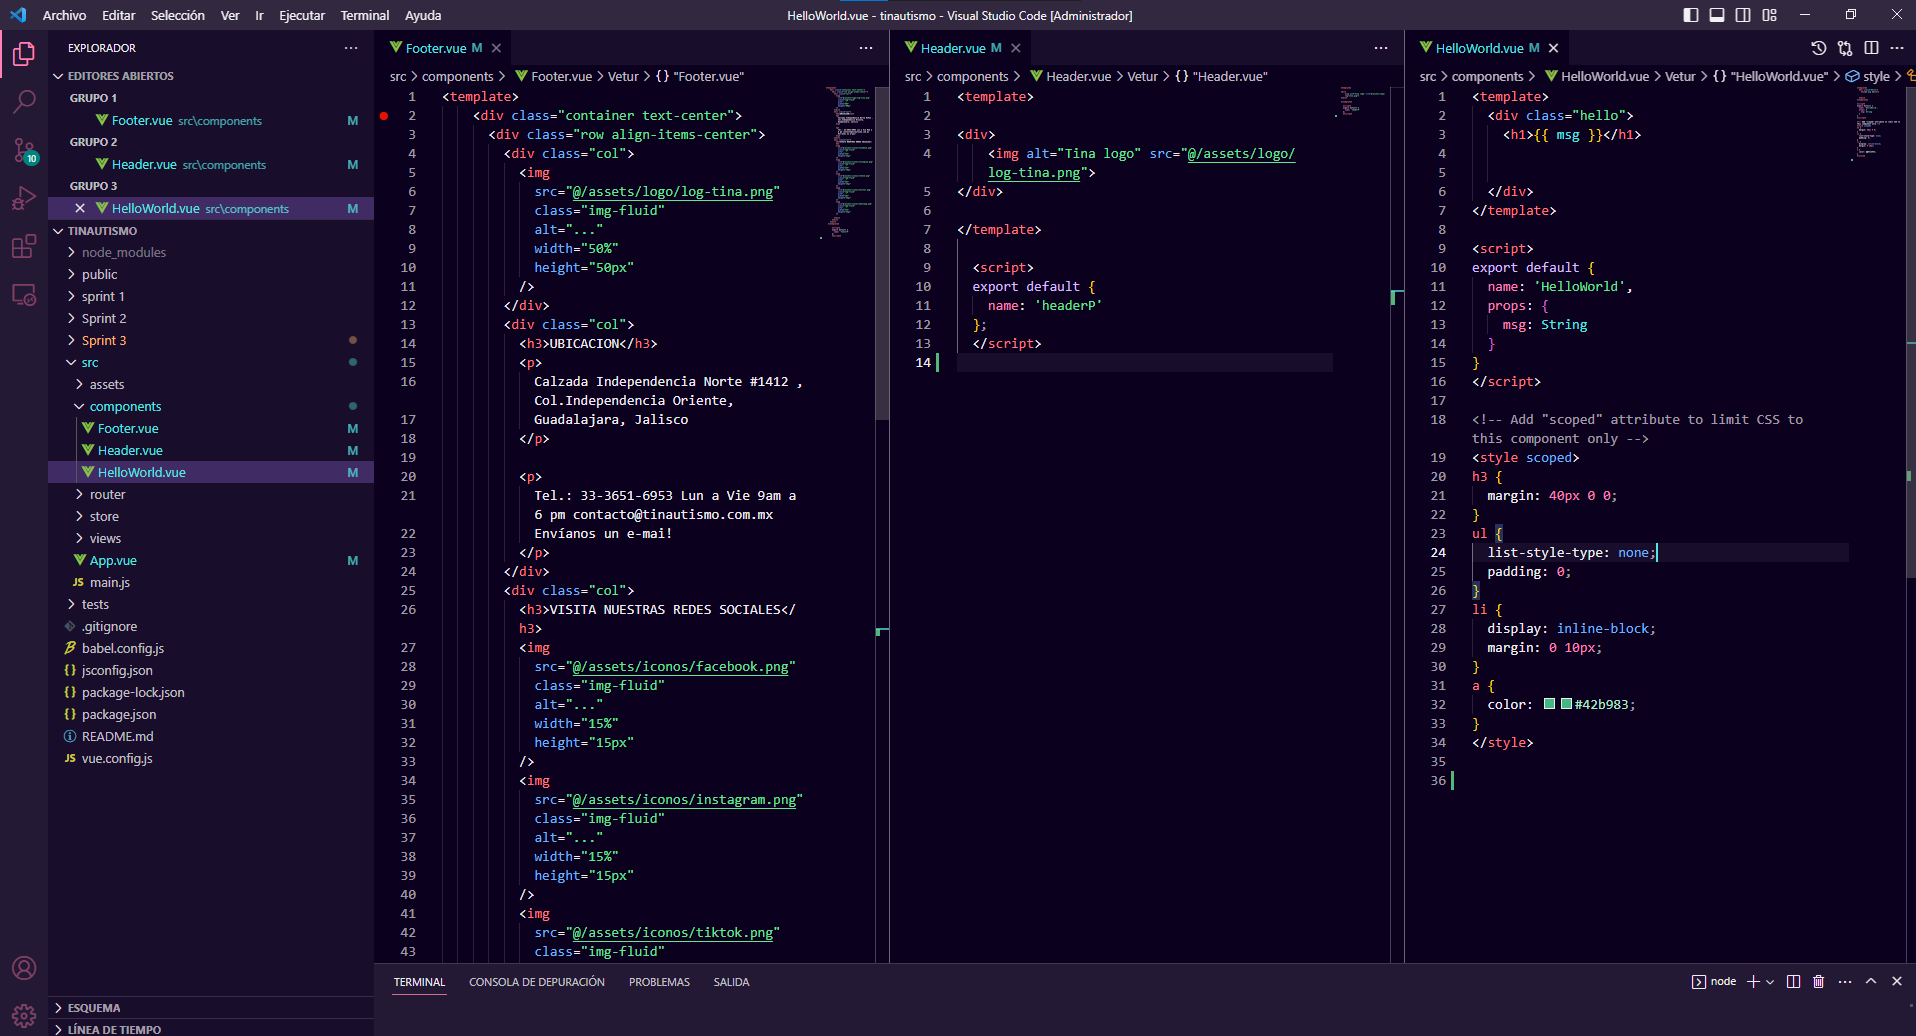 Archivo Editar Selección Ver Ir Ejecutar Terminal Ayuda
HelloWorld.vue - tinautismo - Visual Studio Code [Administrador]
EXPLORADOR
EDITORES ABIERTOS
GRUPO 1
Footer.vue src\components M
GRUPO 2
Header.vue src\components M
GRUPO 3
HelloWorld.vue src\components M
TINAUTISMO
node_modules
public
sprint 1
Sprint 2
Sprint 3
src
assets
components
Footer.vue M
Header.vue M
HelloWorld.vue M
router
store
views
App.vue M
JS main.js
tests
.gitignore
babel.config.js
{} jsconfig.json
{} package-lock.json
{} package.json
README.md
JS vue.config.js
ESQUEMA
LÍNEA DE TIEMPO
10
Footer.vue M
src > components > Footer.vue > Vetur > {} "Footer.vue"
1 <template>
2 <div class="container text-center">
3 <div class="row align-items-center">
4 <div class="col">
5 <img
6 src="@/assets/logo/log-tina.png"
7 class="img-fluid"
8 alt="..."
9 width="50%"
10 height="50px"
11 />
12 </div>
13 <div class="col">
14 <h3>UBICACION</h3>
15 <p>
16 Calzada Independencia Norte #1412 ,
Col.Independencia Oriente,
17 Guadalajara, Jalisco
18 </p>
19
20 <p>
21 Tel.: 33-3651-6953 Lun a Vie 9am a
6 pm contacto@tinautismo.com.mx
22 Envíanos un e-mai!
23 </p>
24 </div>
25 <div class="col">
26 <h3>VISITA NUESTRAS REDES SOCIALES</
h3>
27 <img
28 src="@/assets/iconos/facebook.png"
29 class="img-fluid"
30 alt="..."
31 width="15%"
32 height="15px"
33 />
34 <img
35 src="@/assets/iconos/instagram.png"
36 class="img-fluid"
37 alt="..."
38 width="15%"
39 height="15px"
40 />
41 <img
42 src="@/assets/iconos/tiktok.png"
43 class="img-fluid"
Header.vue M
src > components > Header.vue > Vetur > {} "Header.vue"
1 <template>
2
3 <div>
4 <img alt="Tina logo" src="@/assets/logo/
log-tina.png">
5 </div>
6
7 </template>
8
9 <script>
10 export default {
11 name: 'headerP'
12 };
13 </script>
14
HelloWorld.vue M
src > components > HelloWorld.vue > Vetur > {} "HelloWorld.vue" > style >
1 <template>
2 <div class="hello">
3 <h1>{{ msg }}</h1>
4
5
6 </div>
7 </template>
8
9 <script>
10 export default {
11 name: 'HelloWorld',
12 props: {
13 msg: String
14 }
15 }
16 </script>
17
18 <!-- Add "scoped" attribute to limit CSS to
this component only -->
19 <style scoped>
20 h3 {
21 margin: 40px 0 0;
22 }
23 ul {
24 list-style-type: none;
25 padding: 0;
26 }
27 li {
28 display: inline-block;
29 margin: 0 10px;
30 }
31 a {
32 color: #42b983;
33 }
34 </style>
35
36
TERMINAL CONSOLA DE DEPURACIÓN PROBLEMAS SALIDA
node